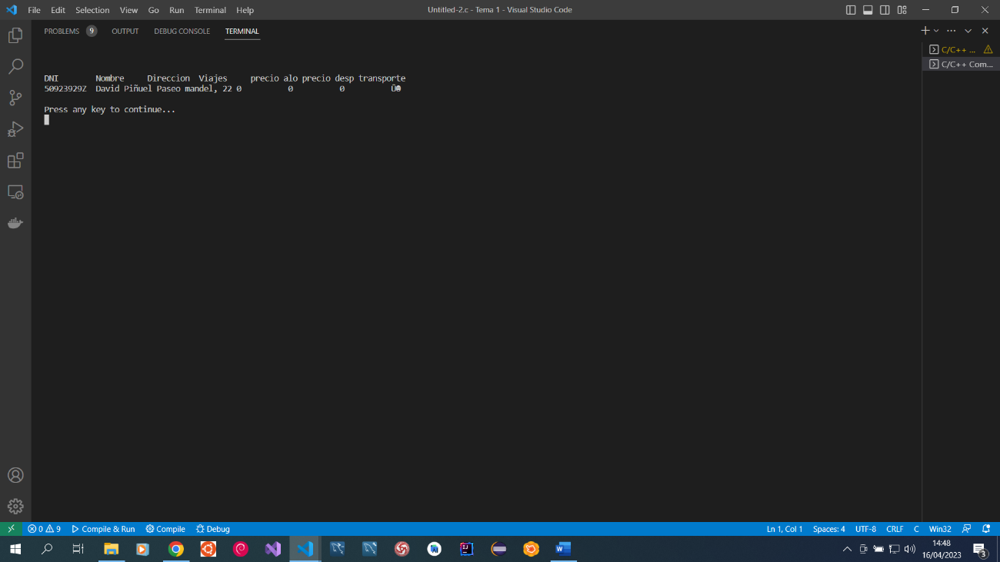 File Edit Selection View Go Run Terminal Help
Untitled-2.c - Tema 1 - Visual Studio Code
PROBLEMS 9 OUTPUT DEBUG CONSOLE TERMINAL
C/C++ ...
C/C++ Com...
DNI Nombre Direccion Viajes precio alo precio desp transporte
50923929Z David Piñuel Paseo mandel, 22 0 0 0
Press any key to continue...
0 9 Compile & Run Compile Debug
Ln 1, Col 1 Spaces: 4 UTF-8 CRLF C Win32
14:48
16/04/2023
3